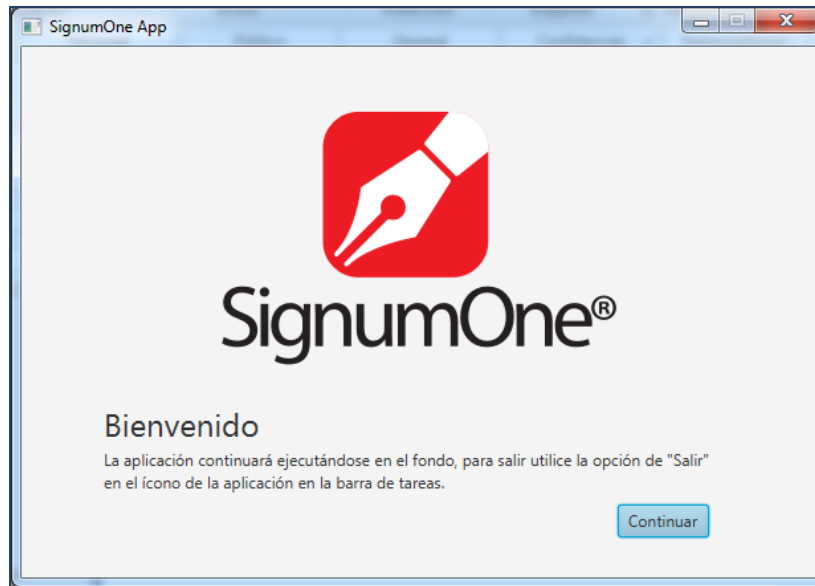 SignumOne App
SignumOne®
Bienvenido
La aplicación continuará ejecutándose en el fondo, para salir utilice la opción de "Salir"
en el ícono de la aplicación en la barra de tareas.
Continuar